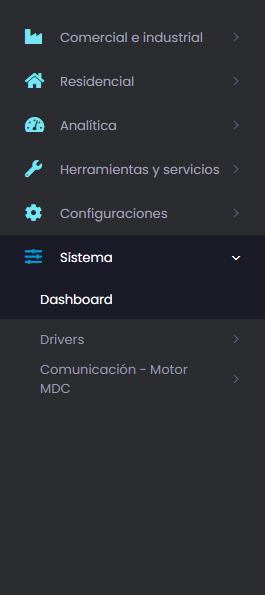 Comercial e industrial
Residencial
Analítica
Herramientas y servicios
Configuraciones
Sistema
Dashboard
Drivers
Comunicación - Motor
MDC